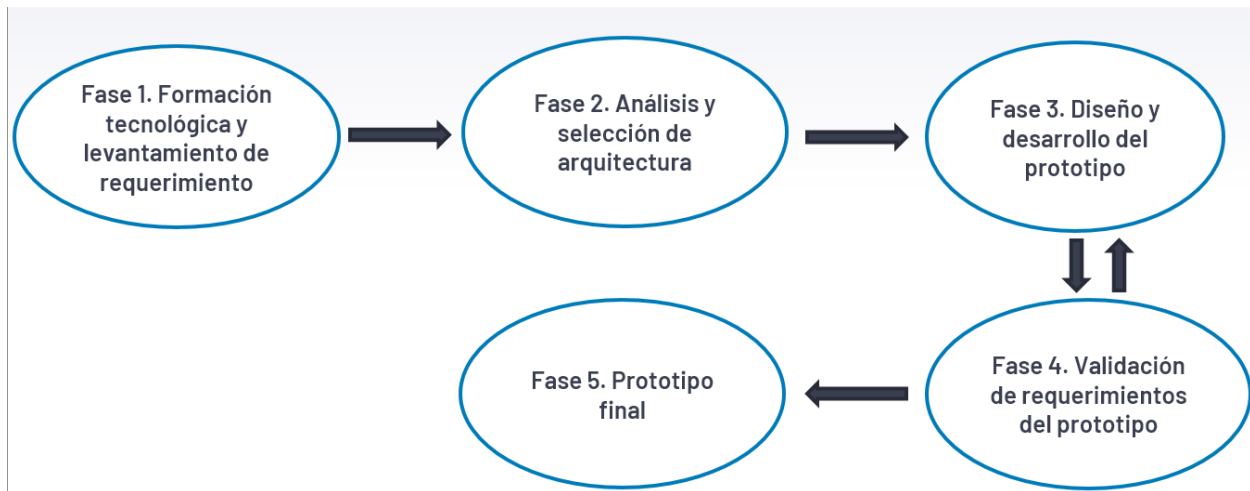 Fase 1. Formación
tecnológica y
levantamiento de
requerimiento
Fase 2. Análisis y
selección de
arquitectura
Fase 3. Diseño y
desarrollo del
prototipo
Fase 4. Validación
de requerimientos
del prototipo
Fase 5. Prototipo
final